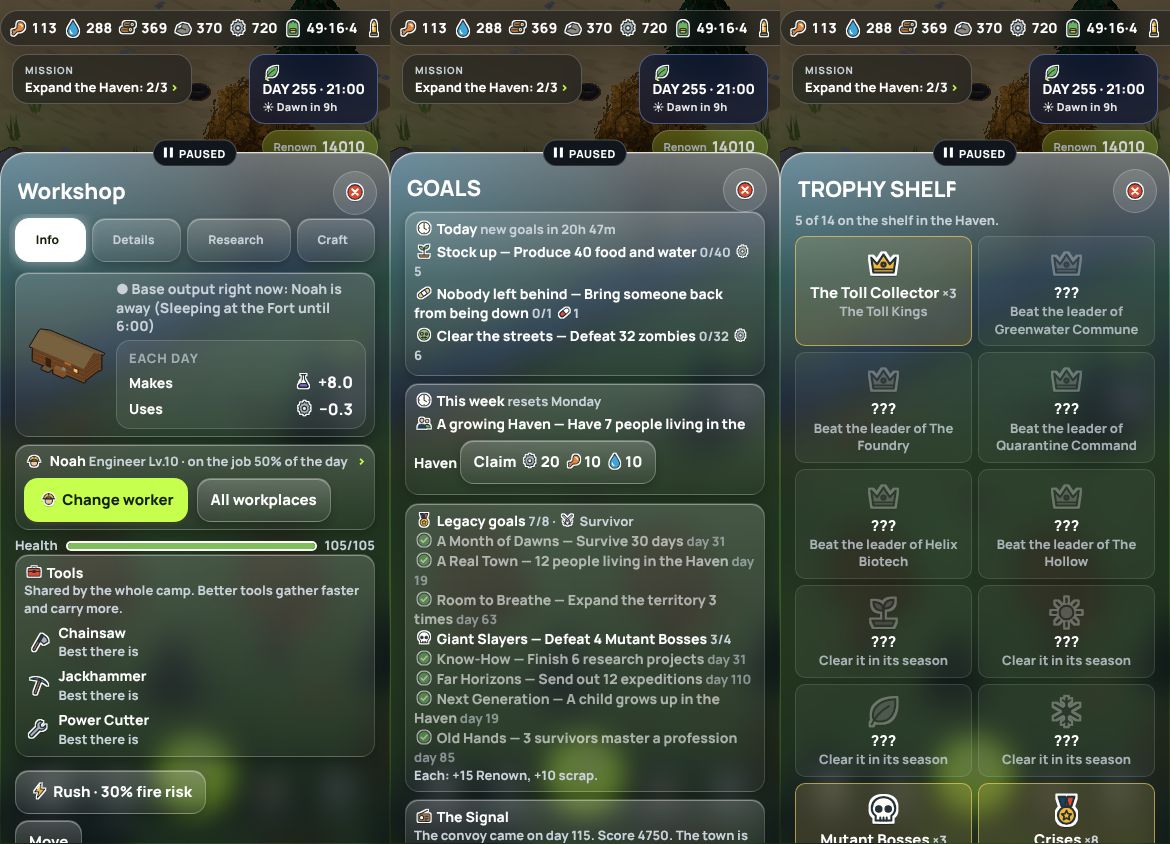 113 288 369 370 720 49·16·4
MISSION
Expand the Haven: 2/3 ›
DAY 255 · 21:00
Dawn in 9h
Renown 14010
PAUSED
Workshop
Info Details Research Craft
Base output right now: Noah is
away (Sleeping at the Fort until
6:00)
EACH DAY
Makes +8.0
Uses −0.3
Noah Engineer Lv.10 · on the job 50% of the day ›
Change worker All workplaces
Health 105/105
Tools
Shared by the whole camp. Better tools gather faster
and carry more.
Chainsaw
Best there is
Jackhammer
Best there is
Power Cutter
Best there is
Rush · 30% fire risk
Move
113 288 369 370 720 49·16·4
MISSION
Expand the Haven: 2/3 ›
DAY 255 · 21:00
Dawn in 9h
Renown 14010
PAUSED
GOALS
Today new goals in 20h 47m
Stock up — Produce 40 food and water 0/40
5
Nobody left behind — Bring someone back
from being down 0/1 1
Clear the streets — Defeat 32 zombies 0/32
6
This week resets Monday
A growing Haven — Have 7 people living in the
Haven Claim 20 10 10
Legacy goals 7/8 · Survivor
A Month of Dawns — Survive 30 days day 31
A Real Town — 12 people living in the Haven day
19
Room to Breathe — Expand the territory 3
times day 63
Giant Slayers — Defeat 4 Mutant Bosses 3/4
Know-How — Finish 6 research projects day 31
Far Horizons — Send out 12 expeditions day 110
Next Generation — A child grows up in the
Haven day 19
Old Hands — 3 survivors master a profession
day 85
Each: +15 Renown, +10 scrap.
The Signal
The convoy came on day 115. Score 4750. The town is
113 288 369 370 720 49·16·4
MISSION
Expand the Haven: 2/3 ›
DAY 255 · 21:00
Dawn in 9h
Renown 14010
PAUSED
TROPHY SHELF
5 of 14 on the shelf in the Haven.
The Toll Collector ×3
The Toll Kings
???
Beat the leader of
Greenwater Commune
???
Beat the leader of The
Foundry
???
Beat the leader of
Quarantine Command
???
Beat the leader of Helix
Biotech
???
Beat the leader of The
Hollow
???
Clear it in its season
???
Clear it in its season
???
Clear it in its season
???
Clear it in its season
Mutant Bosses ×3
Crises ×8